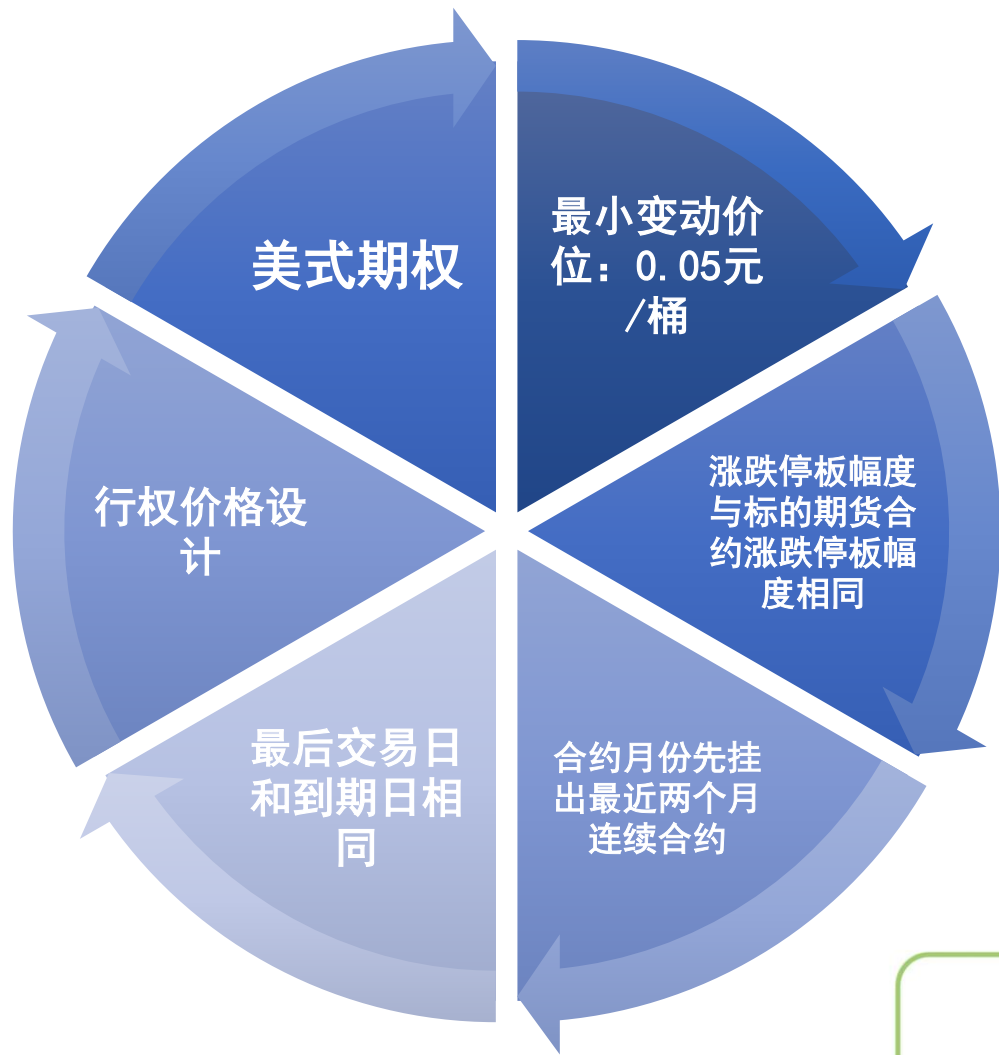 最小变动价
位：0.05元
/桶
涨跌停板幅度
与标的期货合
约涨跌停板幅
度相同
合约月份先挂
出最近两个月
连续合约
最后交易日
和到期日相
同
行权价格设
计
美式期权